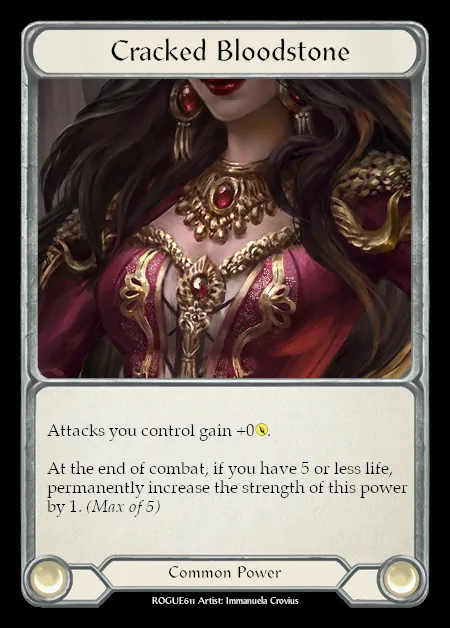 Cracked Bloodstone
Attacks you control gain +0.
At the end of combat, if you have 5 or less life,
permanently increase the strength of this power
by 1. (Max of 5)
Common Power
ROGUE611 Artist: Immanuela Crovius